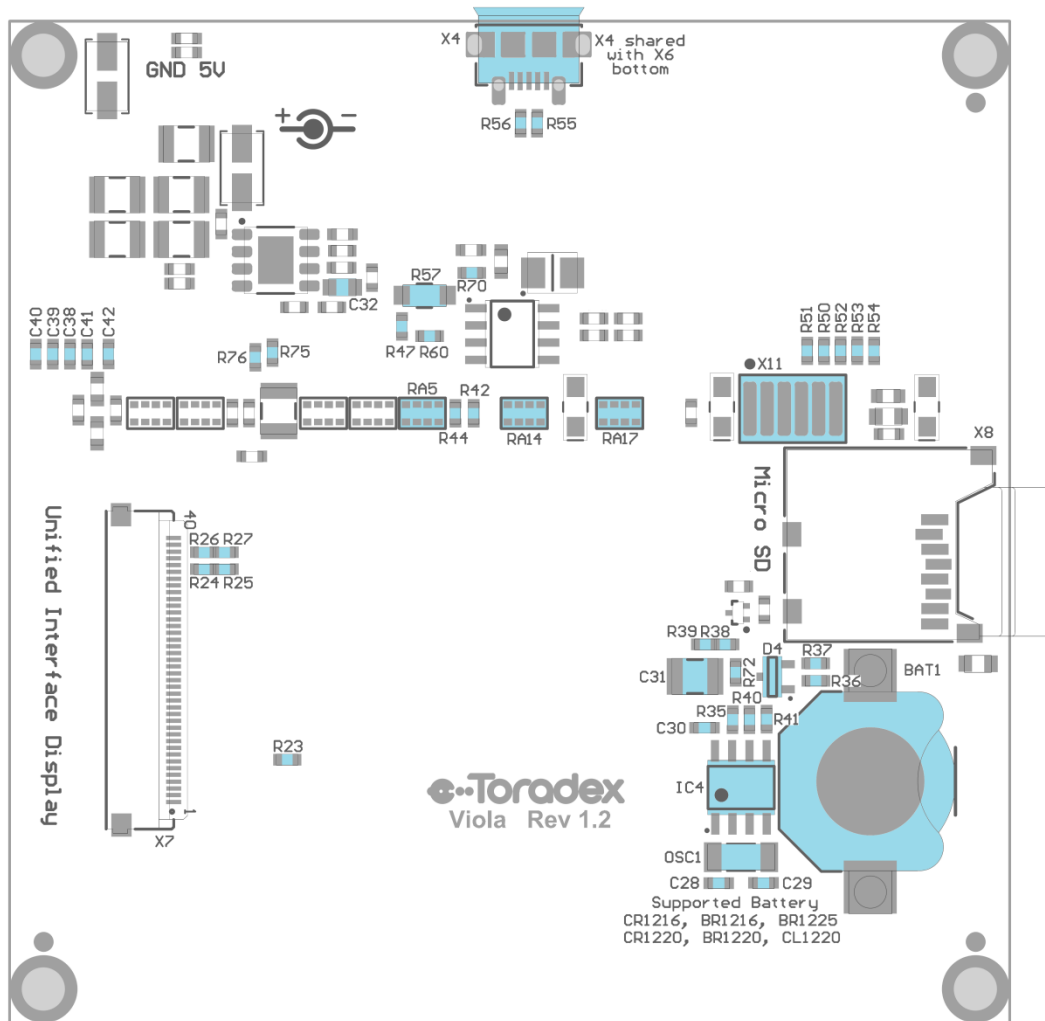 X4
X4 shared
with X6
bottom
GND 5V
+
-
R56
R55
R57
R70
C32
C40
C39
C38
C41
C42
R76
R75
R47
R60
R51
R50
R52
R53
R54
X11
RA5
R42
R44
RA14
RA17
X8
Micro SD
Unified Interface Display
40
R26
R27
R24
R25
R39
R38
D4
R37
C31
R72
R36
BAT1
R40
R35
R41
C30
R23
IC4
Toradex
Viola Rev 1.2
1
X7
OSC1
C28
C29
Supported Battery
CR1216, BR1216, BR1225
CR1220, BR1220, CL1220